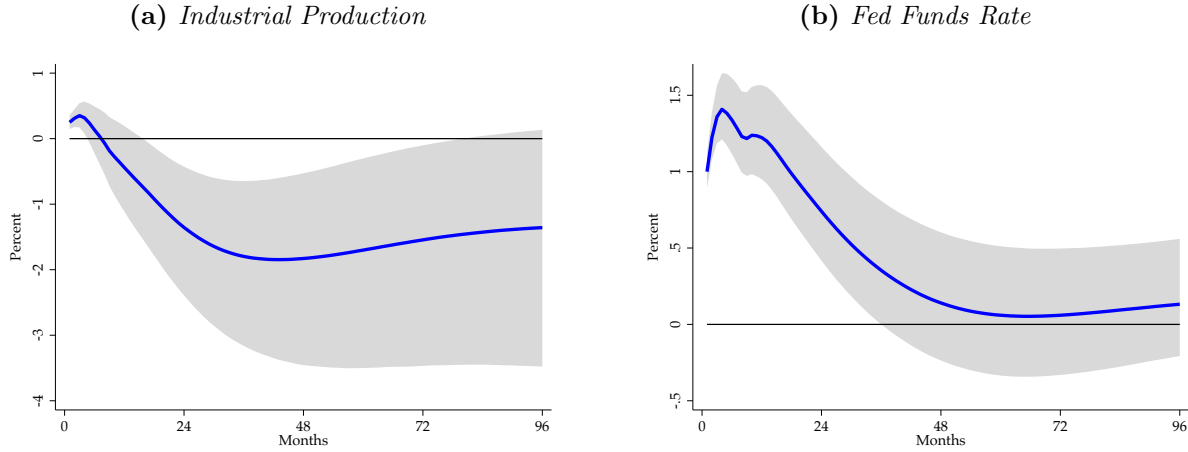 (a) Industrial Production
1
0
-1
-2
-3
-4
Percent
0 24 48 72 96
Months
(b) Fed Funds Rate
1.5
1
.5
0
-.5
Percent
0 24 48 72 96
Months